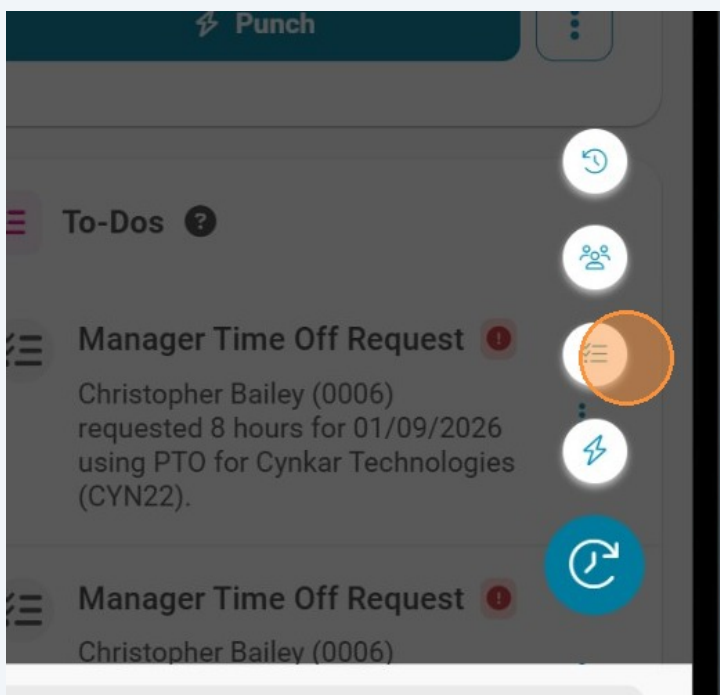 Punch
To-Dos
Manager Time Off Request
Christopher Bailey (0006)
requested 8 hours for 01/09/2026
using PTO for Cynkar Technologies
(CYN22).
Manager Time Off Request
Christopher Bailey (0006)